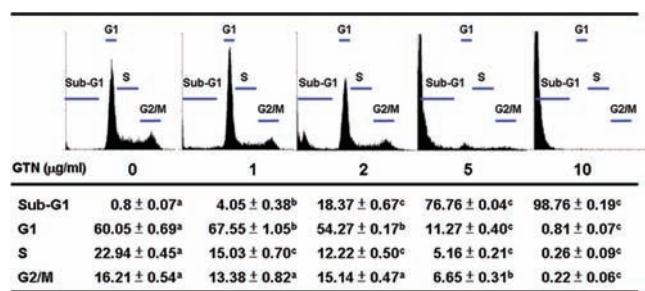 G1 G1 G1 G1 G1
Sub-G1 S Sub-G1 S Sub-G1 S Sub-G1 S Sub-G1 S
G2/M G2/M G2/M G2/M G2/M
GTN (μg/ml) 0 1 2 5 10
Sub-G1 0.8 ± 0.07ᵃ 4.05 ± 0.38ᵇ 18.37 ± 0.67ᶜ 76.76 ± 0.04ᶜ 98.76 ± 0.19ᶜ
G1 60.05 ± 0.69ᵃ 67.55 ± 1.05ᵇ 54.27 ± 0.17ᵇ 11.27 ± 0.40ᶜ 0.81 ± 0.07ᶜ
S 22.94 ± 0.45ᵃ 15.03 ± 0.70ᶜ 12.22 ± 0.50ᶜ 5.16 ± 0.21ᶜ 0.26 ± 0.09ᶜ
G2/M 16.21 ± 0.54ᵃ 13.38 ± 0.82ᵃ 15.14 ± 0.47ᵃ 6.65 ± 0.31ᵇ 0.22 ± 0.06ᶜ